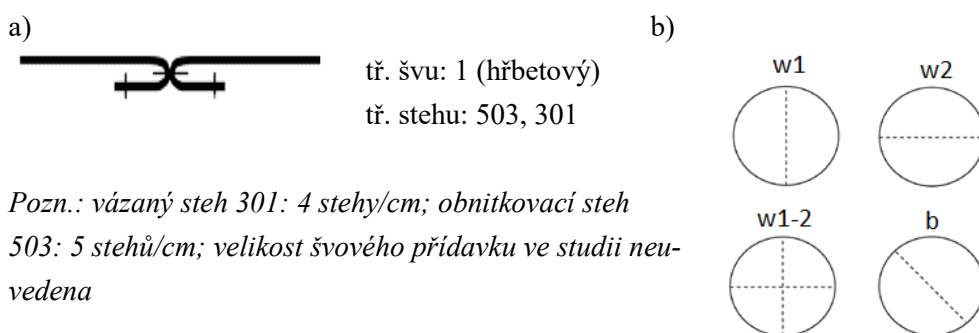 a)
tř. švu: 1 (hřbetový)
tř. stehu: 503, 301
Pozn.: vázaný steh 301: 4 stehy/cm; obnitkovací steh
503: 5 stehů/cm; velikost švového přídavku ve studii neu-
vedena
b)
w1 w2
w1-2 b